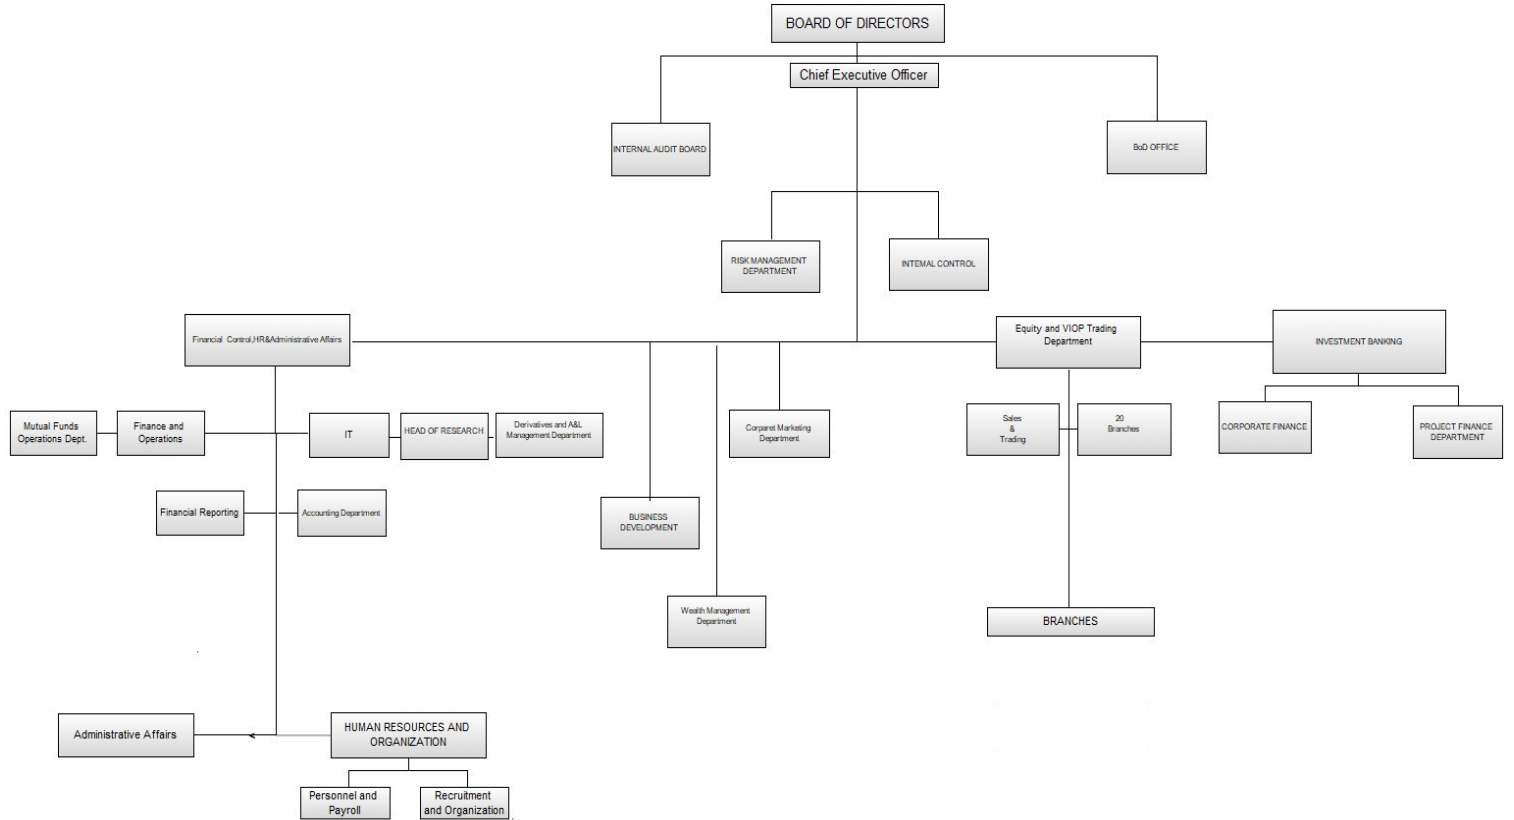 BOARD OF DIRECTORS
Chief Executive Officer
INTERNAL AUDIT BOARD
BoD OFFİCE
RISK MANAGEMENT
DEPARTMENT
INTEMAL CONTROL
Financial Control,HR&Administrative Affairs
Equity and VIOP Trading
Department
INVESTMENT BANKING
Mutual Funds
Operations Dept.
Finance and
Operations
IT
HEAD OF RESEARCH
Derivatives and A&L
Management Department
Corparet Marketing
Department
Sales
&
Trading
20
Branches
CORPORATE FINANCE
PROJECT FINANCE
DEPARTMENT
Financial Reporting
Accounting Department
BUSINESS
DEVELOPMENT
Wealth Management
Department
BRANCHES
Administrative Affairs
HUMAN RESOURCES AND
ORGANIZATION
Personnel and
Payroll
Recruitment
and Organization